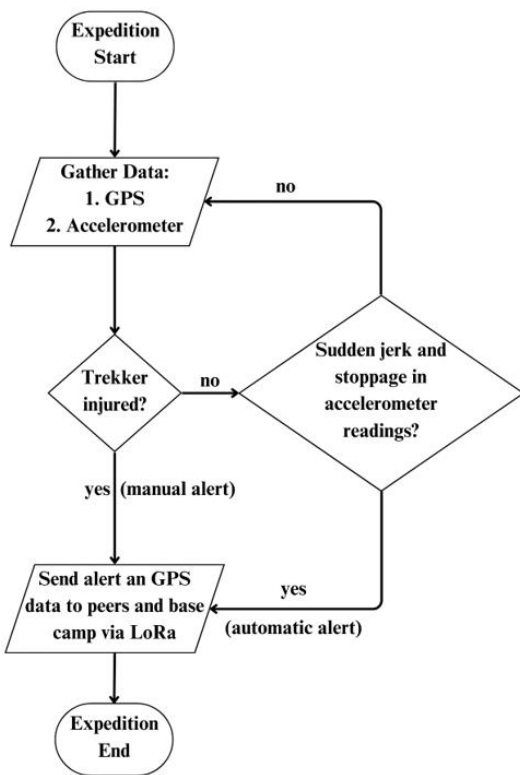 Expedition
Start
Gather Data:
1. GPS
2. Accelerometer
no
Trekker
injured?
no
Sudden jerk and
stoppage in
accelerometer
readings?
yes (manual alert)
Send alert an GPS
data to peers and base
camp via LoRa
yes
(automatic alert)
Expedition
End